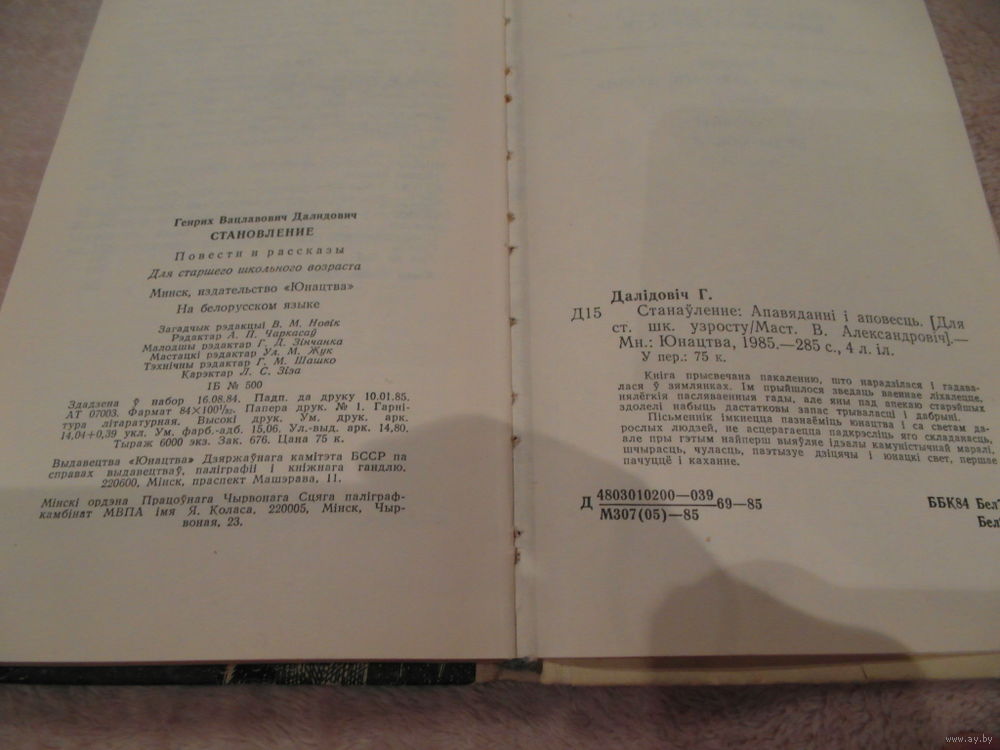 Генрих Вацлавович Далидович
СТАНОВЛЕНИЕ
Повести и рассказы
Для старшего школьного возраста
Минск, издательство «Юнацтва»
На белорусском языке
Загадчык рэдакцыі В. М. Новік
Рэдактар А. П. Чаркасаў
Малодшы рэдактар Г. Д. Зінчанка
Мастацкі рэдактар Ул. М. Жук
Тэхнічны рэдактар Г. М. Шашко
Карэктар Л. С. Зіза
ІБ № 500
Здадзена ў набор 16.08.84. Падп. да друку 10.01.85.
АТ 07003. Фармат 84×100¹/₃₂. Папера друк. № 1. Гарні-
тура літаратурная. Высокі друк. Ум. друк. арк.
14,04+0,39 укл. Ум. фарб.-адб. 15,06. Ул.-выд. арк. 14,80.
Тыраж 6000 экз. Зак. 676. Цана 75 к.
Выдавецтва «Юнацтва» Дзяржаўнага камітэта БССР па
справах выдавецтваў, паліграфіі і кніжнага гандлю.
220600, Мінск, праспект Машэрава, 11.
Мінскі ордэна Працоўнага Чырвонага Сцяга паліграф-
камбінат МВПА імя Я. Коласа, 220005, Мінск, Чыр-
воная, 23.
Далідовіч Г.
Д15 Станаўленне: Апавяданні і аповесць. [Для
ст. шк. узросту/Маст. В. Александровіч].—
Мн.: Юнацтва, 1985.—285 с., 4 л. іл.
У пер.: 75 к.
Кніга прысвечана пакаленню, што нарадзілася і гадава-
лася ў зямлянках. Ім прыйшлося зведаць ваеннае ліхалецце,
нялёгкія пасляваенныя гады, але яны пад апекаю старэйшых
здолелі набыць дастатковы запас трываласці і дабрыні.
Пісьменнік імкнецца пазнаёміць юнацтва і са светам да-
рослых людзей, не асцерагаецца падкрэсліць яго складанасць,
але пры гэтым найперш выяўляе ідэалы камуністычнай маралі,
шчырасць, чуласць, паэтызуе дзіцячы і юнацкі свет, першае
пачуццё і каханне.
Д 4803010200—039 69—85
М307(05)—85
ББК84 Бел
Бел
www.ay.by